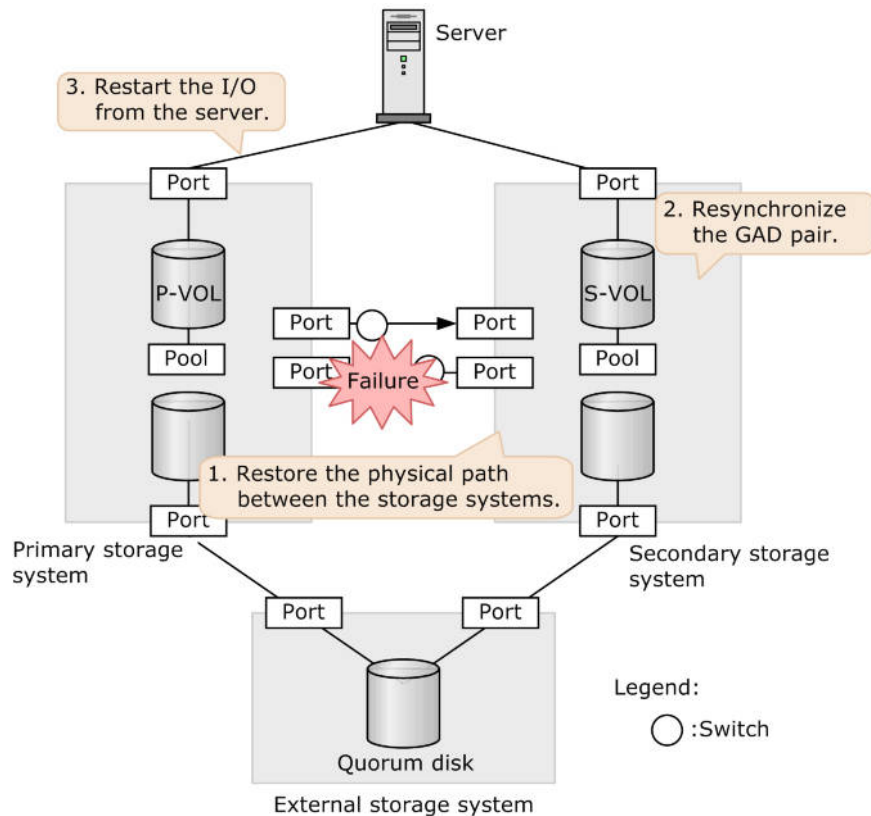 Server
3. Restart the I/O
from the server.
Port
Port
2. Resynchronize
the GAD pair.
P-VOL
S-VOL
Port
Port
Pool
Pool
Port
Failure
Port
1. Restore the physical path
between the storage systems.
Port
Port
Primary storage
system
Secondary storage
system
Port
Port
Legend:
:Switch
Quorum disk
External storage system